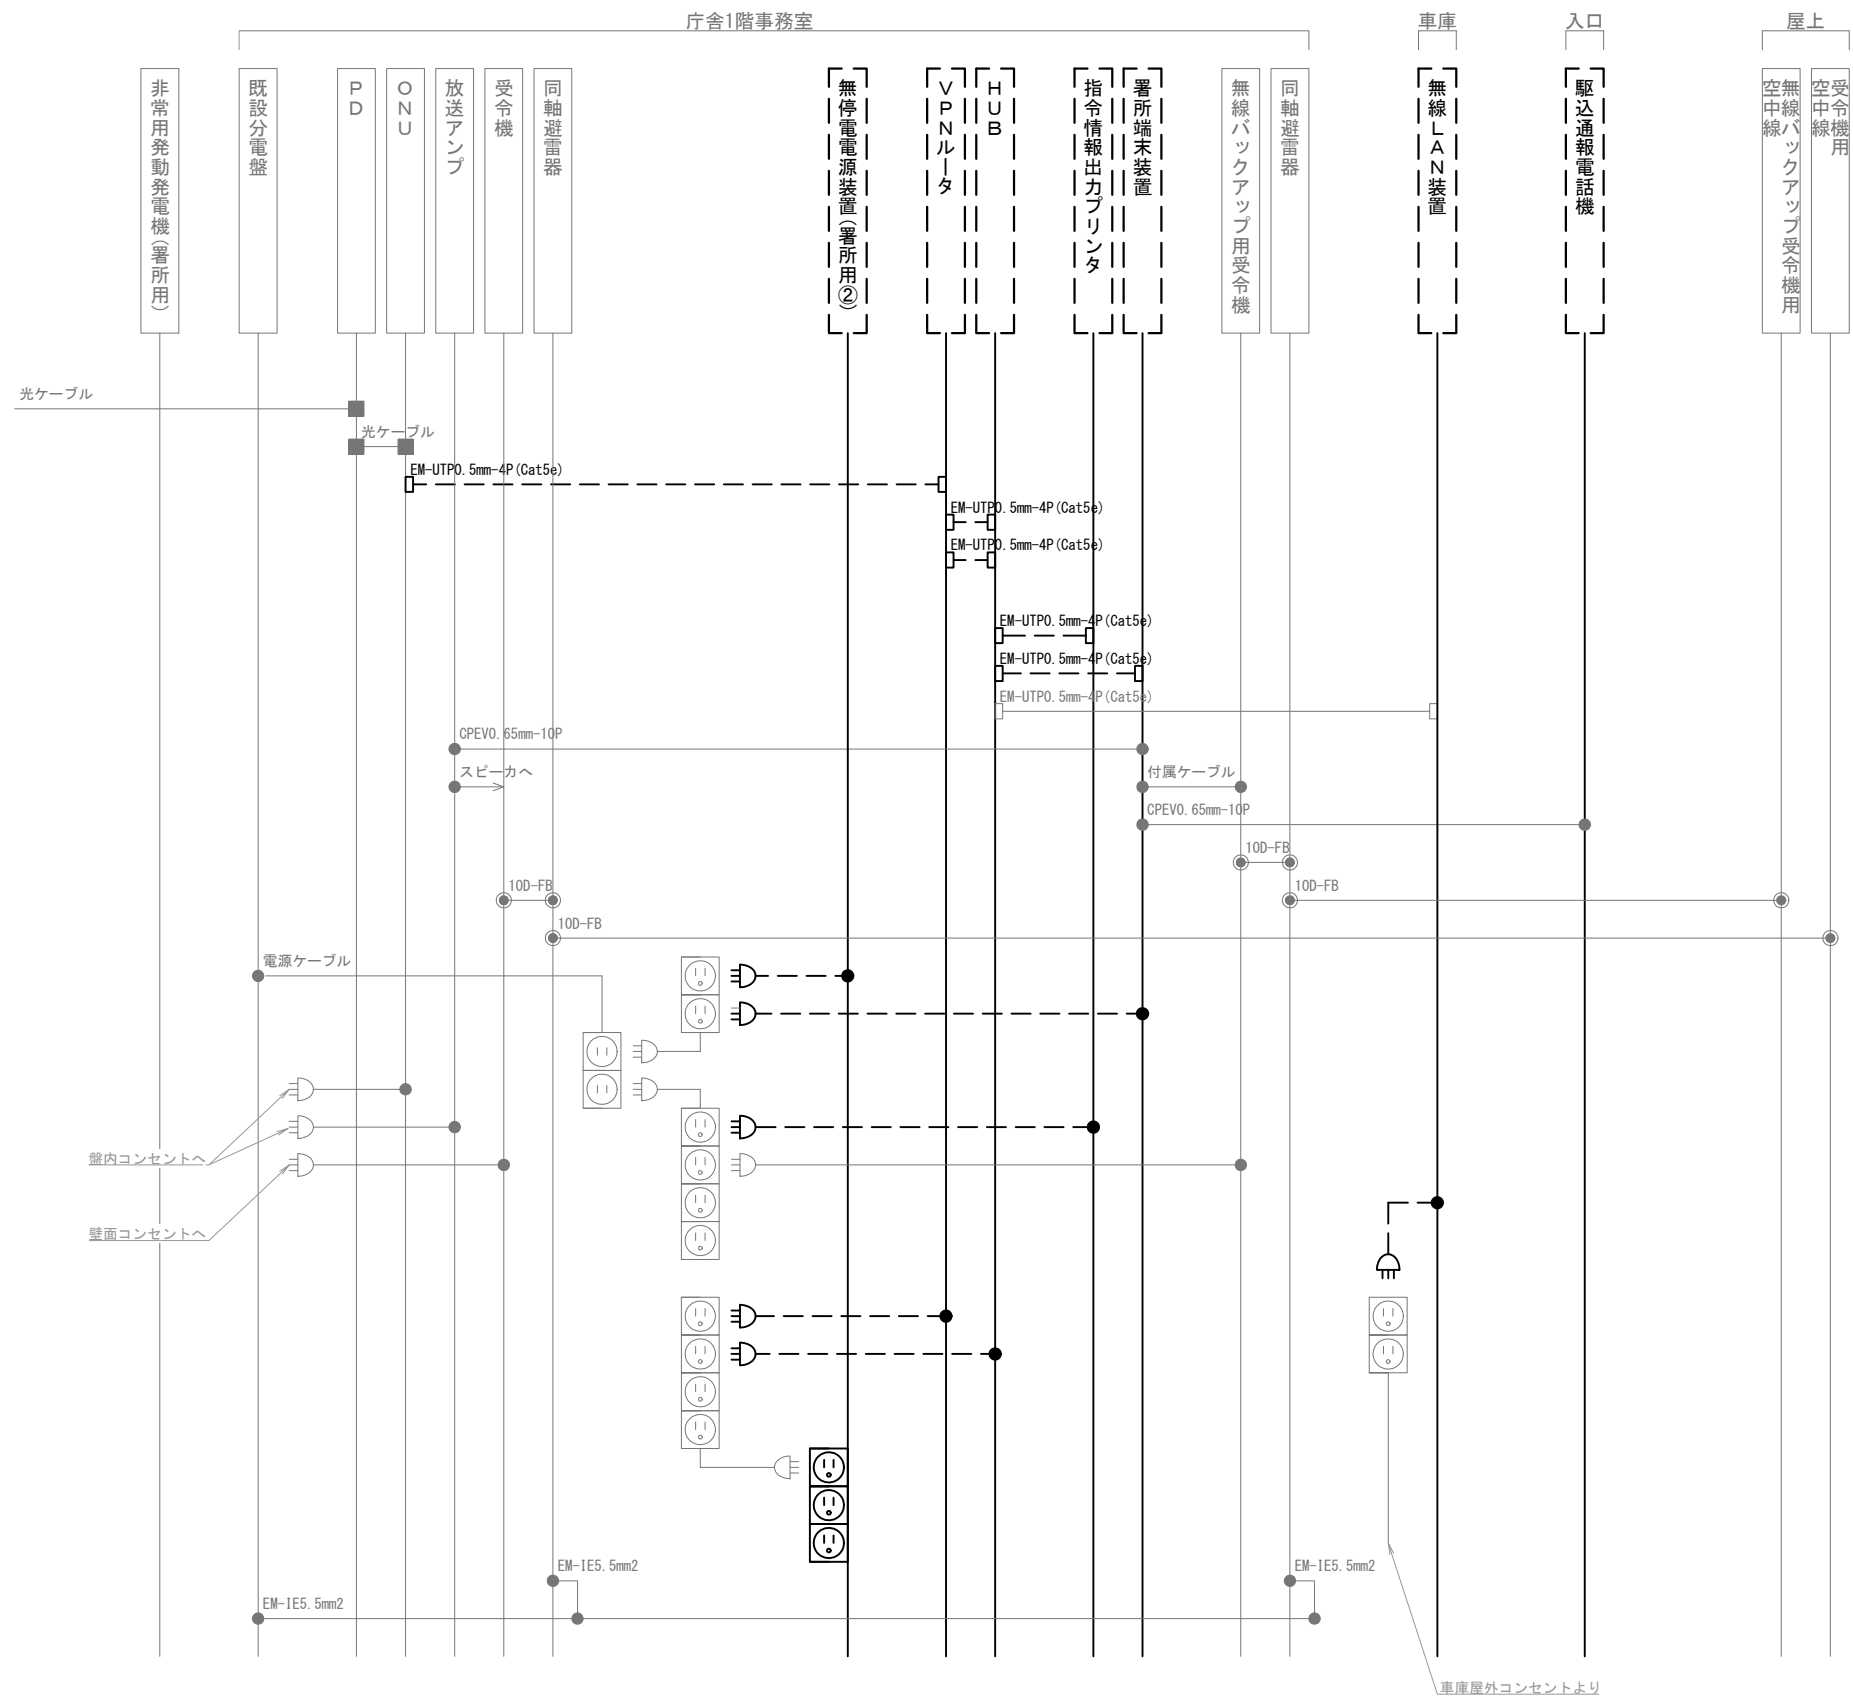 庁舎1階事務室
車庫
入口
屋上
非常用発動発電機(署所用)
既設分電盤
PD
ONU
放送アンプ
受令機
同軸避雷器
無停電電源装置(署所用②)
VPNルータ
HUB
指令情報出力プリンタ
署所端末装置
無線バックアップ用受令機
同軸避雷器
無線LAN装置
駆込通報電話機
無線バックアップ受令機用
空中線
受令機用
空中線
光ケーブル
光ケーブル
EM-UTP0.5mm-4P(Cat5e)
EM-UTP0.5mm-4P(Cat5e)
EM-UTP0.5mm-4P(Cat5e)
EM-UTP0.5mm-4P(Cat5e)
EM-UTP0.5mm-4P(Cat5e)
EM-UTP0.5mm-4P(Cat5e)
CPEV0.65mm-10P
スピーカへ
付属ケーブル
CPEV0.65mm-10P
10D-FB
10D-FB
10D-FB
10D-FB
電源ケーブル
盤内コンセントへ
壁面コンセントへ
EM-IE5.5mm2
EM-IE5.5mm2
EM-IE5.5mm2
車庫屋外コンセントより